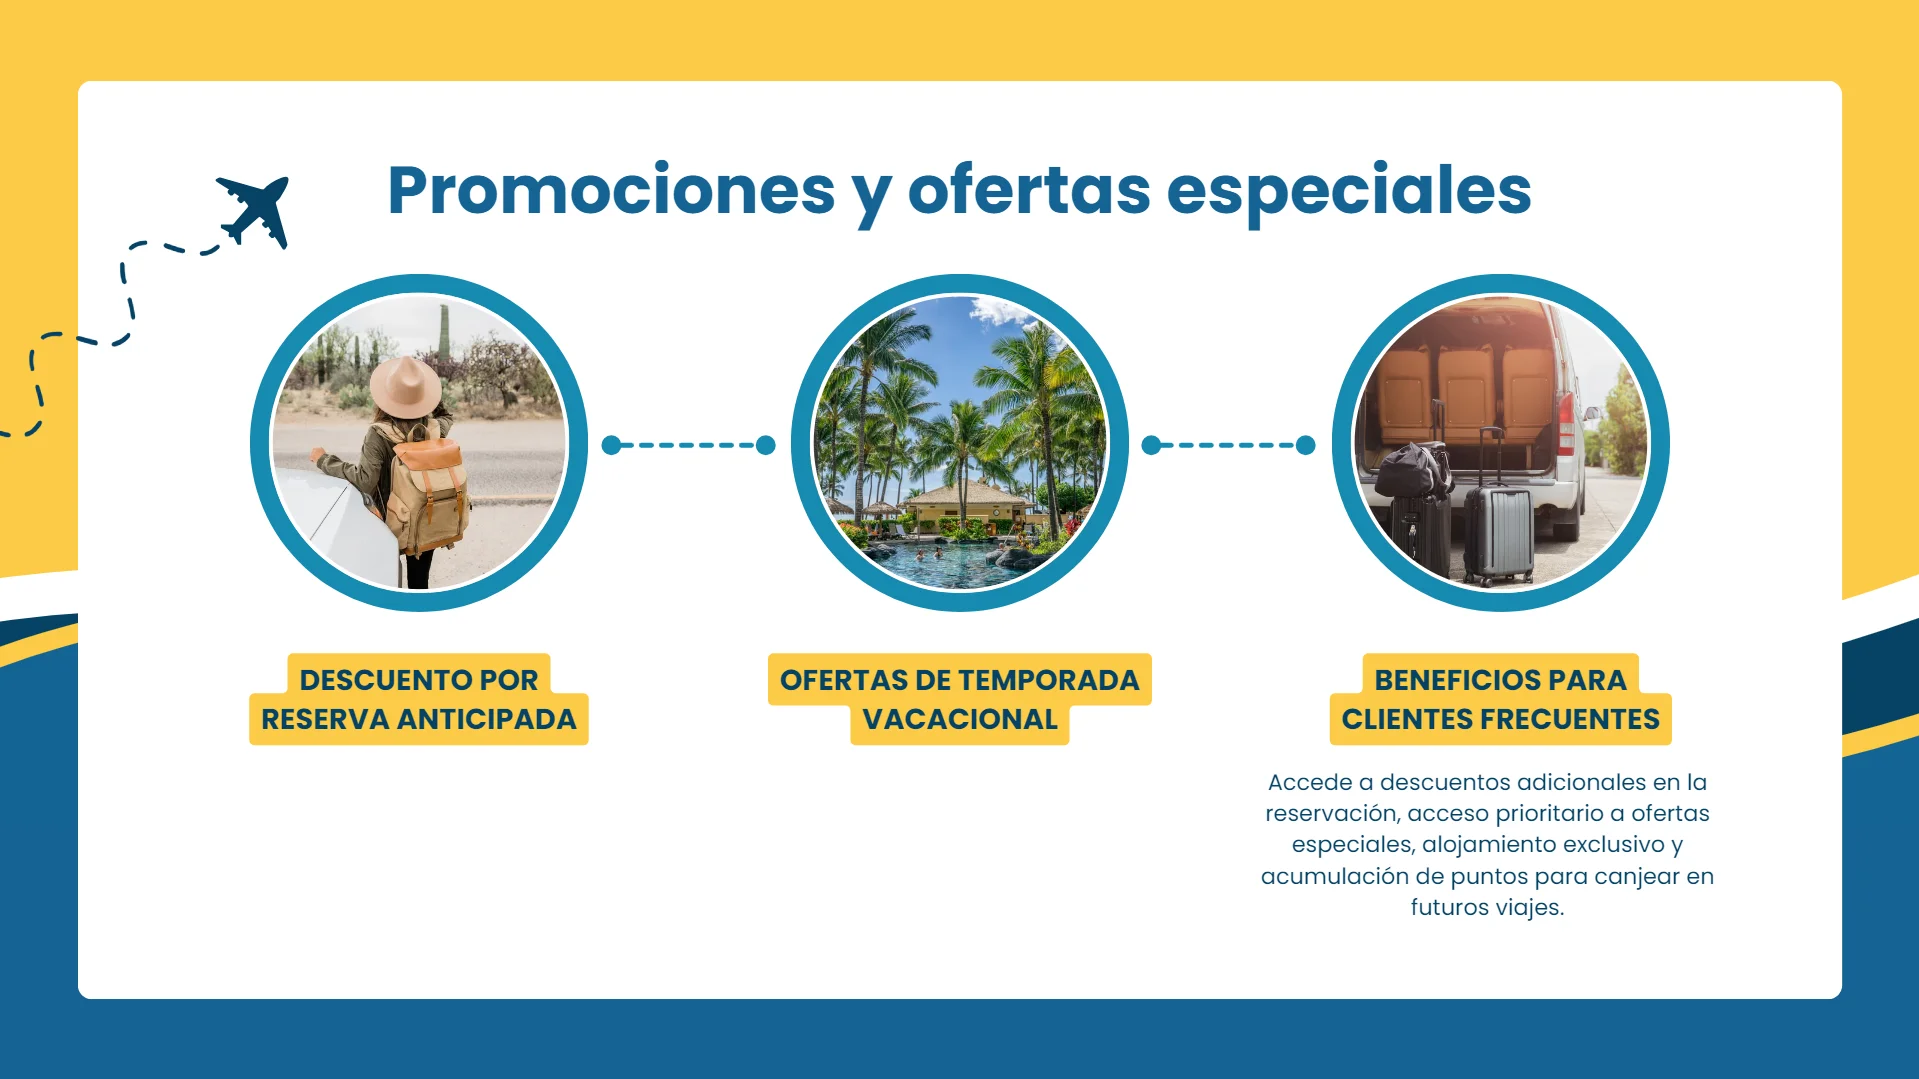 Promociones y ofertas especiales
DESCUENTO POR
RESERVA ANTICIPADA
OFERTAS DE TEMPORADA
VACACIONAL
BENEFICIOS PARA
CLIENTES FRECUENTES
Accede a descuentos adicionales en la
reservación, acceso prioritario a ofertas
especiales, alojamiento exclusivo y
acumulación de puntos para canjear en
futuros viajes.